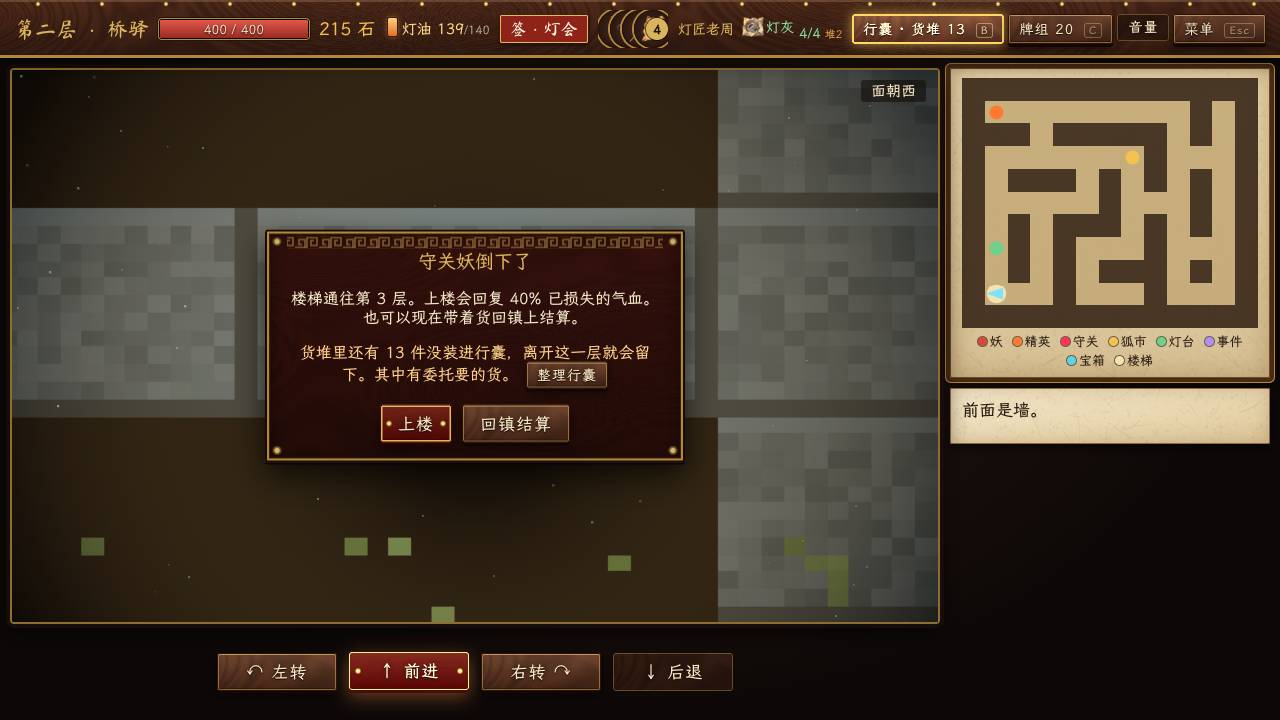 第二层 · 桥驿
400 / 400
215 石
灯油 139/140
签 · 灯会
4
灯匠老周
灯灰 4/4 堆2
行囊 · 货堆 13 B
牌组 20 C
音量
菜单 Esc
面朝西
守关妖倒下了
楼梯通往第 3 层。上楼会回复 40% 已损失的气血。
也可以现在带着货回镇上结算。
货堆里还有 13 件没装进行囊，离开这一层就会留
下。其中有委托要的货。 整理行囊
上楼
回镇结算
妖 精英 守关 狐市 灯台 事件
宝箱 楼梯
前面是墙。
↶ 左转
↑ 前进
右转 ↷
↓ 后退